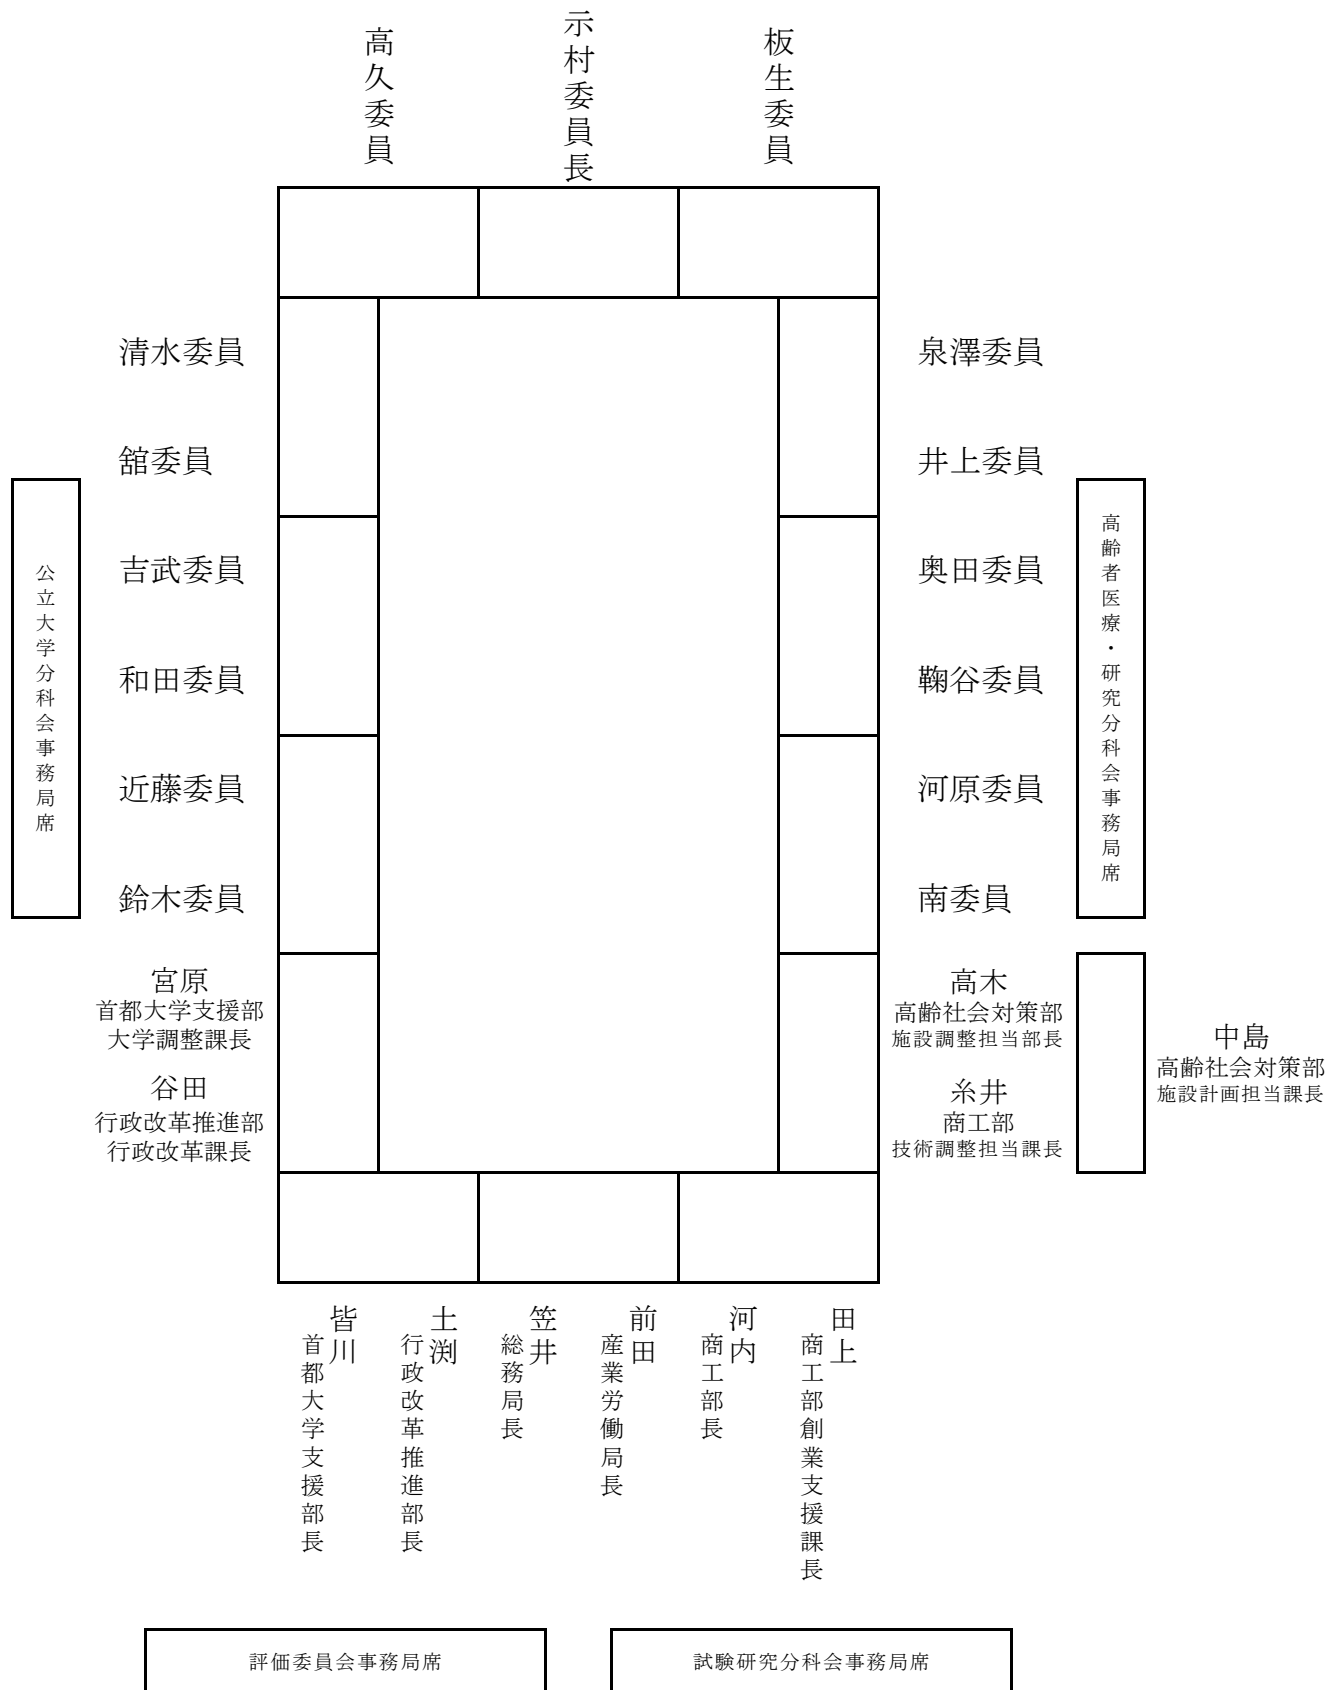 高久委員
示村委員長
板生委員
清水委員
舘委員
吉武委員
和田委員
近藤委員
鈴木委員
宮原
首都大学支援部
大学調整課長
谷田
行政改革推進部
行政改革課長
公立大学分科会事務局席
泉澤委員
井上委員
奥田委員
鞠谷委員
河原委員
南委員
高木
高齢社会対策部
施設調整担当部長
糸井
商工部
技術調整担当課長
高齢者医療・研究分科会事務局席
中島
高齢社会対策部
施設計画担当課長
皆川
首都大学支援部長
土渕
行政改革推進部長
笠井
総務局長
前田
産業労働局長
河内
商工部長
田上
商工部創業支援課長
評価委員会事務局席
試験研究分科会事務局席